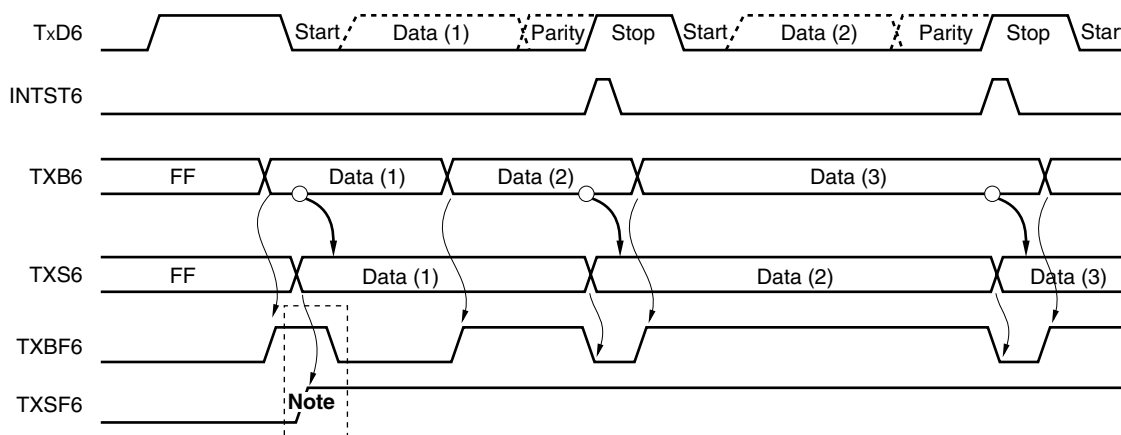 TxD6 Start Data (1) Parity Stop Start Data (2) Parity Stop Start
INTST6
TXB6 FF Data (1) Data (2) Data (3)
TXS6 FF Data (1) Data (2) Data (3)
TXBF6
TXSF6 Note